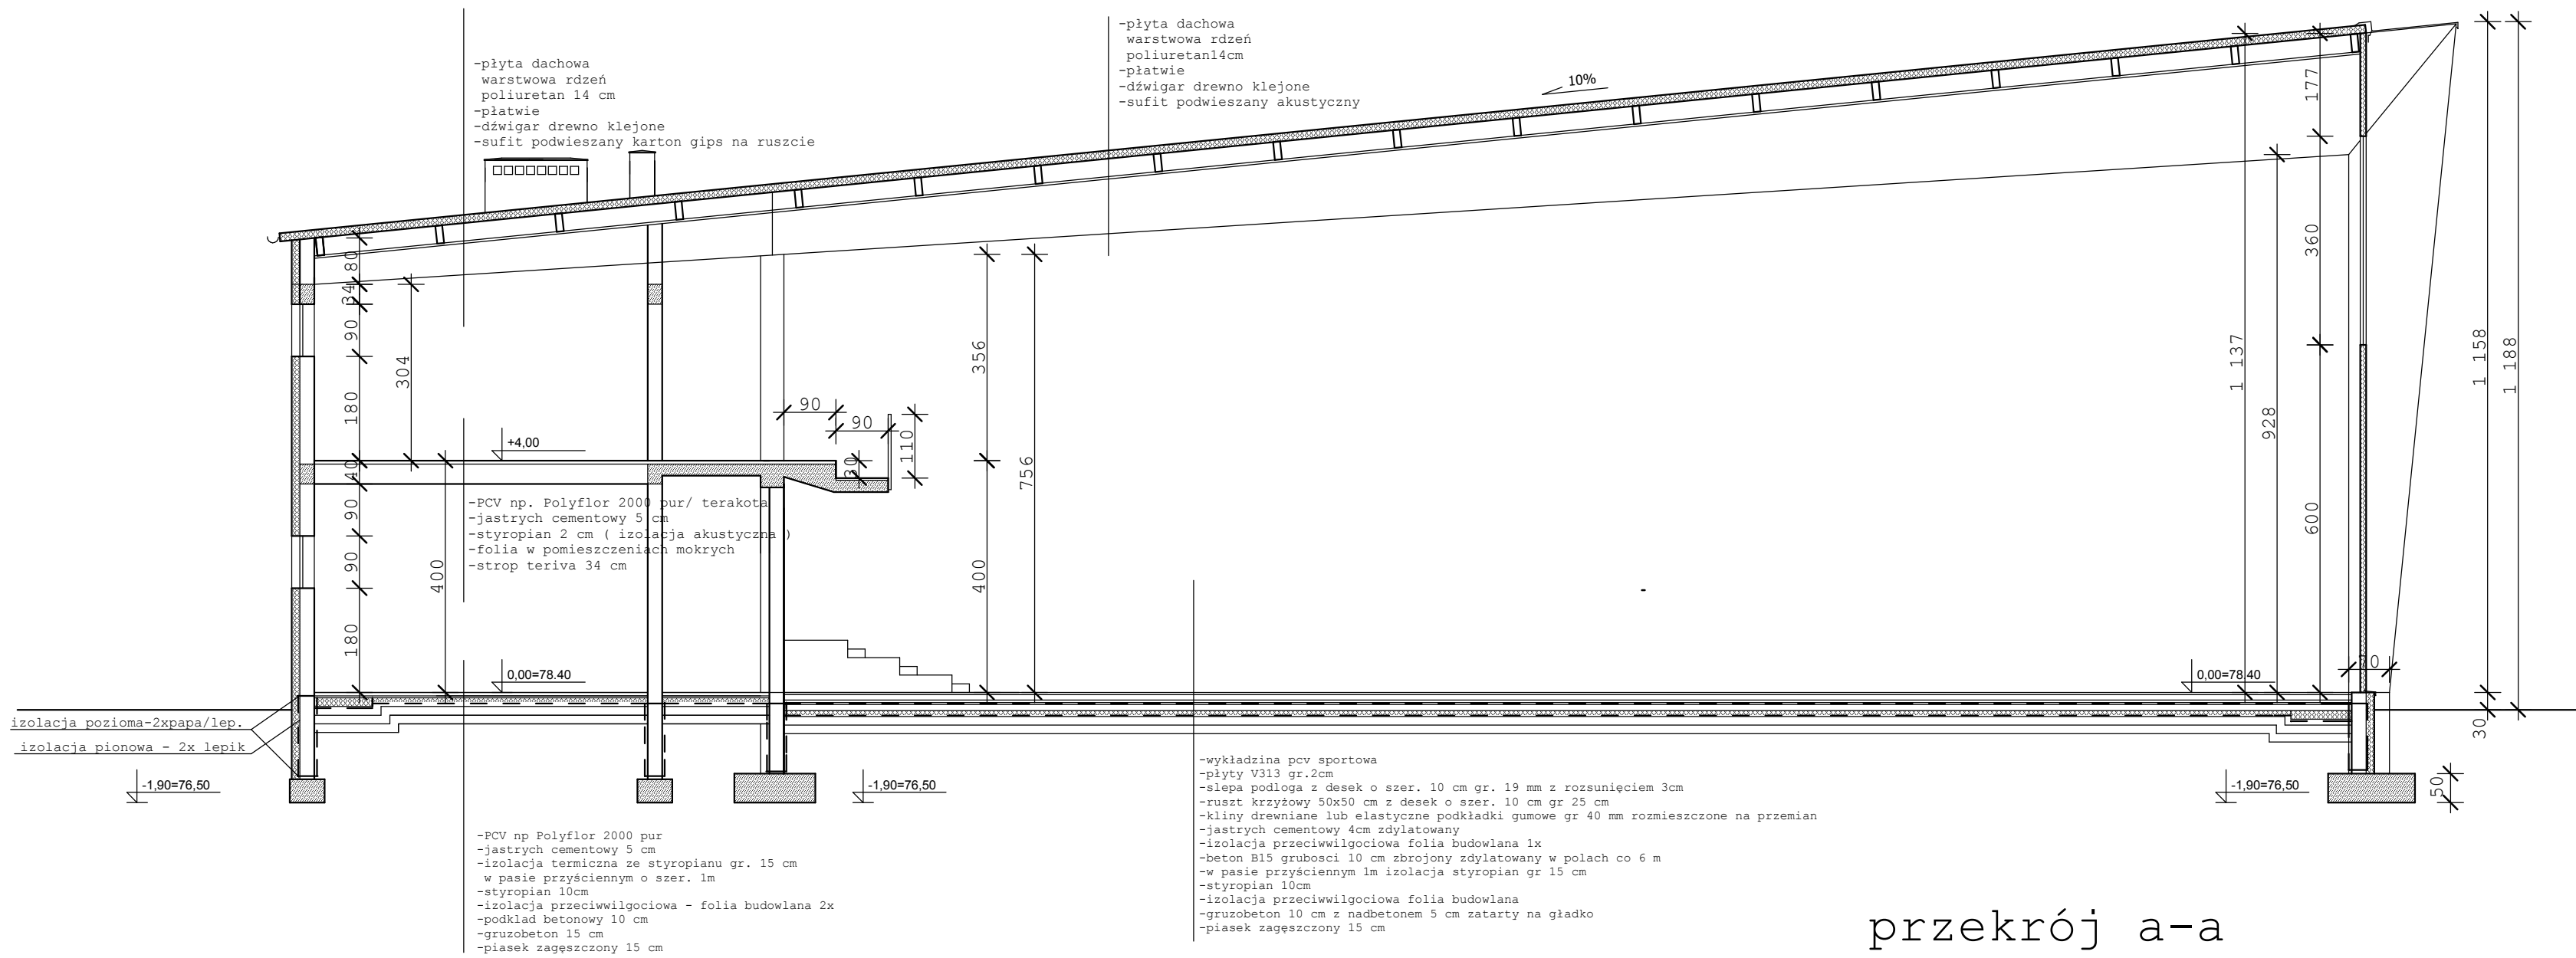 -płyta dachowa
warstwowa rdzeń
poliuretan 14 cm
-płatwie
-dźwigar drewno klejone
-sufit podwieszany karton gips na ruszcie
-płyta dachowa
warstwowa rdzeń
poliuretan14cm
-płatwie
-dźwigar drewno klejone
-sufit podwieszany akustyczny
10%
177
360
600
1 137
928
1 158
1 188
80
34
90
180
40
90
90
180
304
400
356
400
756
90
90
110
30
+4,00
-PCV np. Polyflor 2000 pur/ terakota
-jastrych cementowy 5 cm
-styropian 2 cm ( izolacja akustyczna )
-folia w pomieszczeniach mokrych
-strop teriva 34 cm
0,00=78.40
0,00=78.40
70
30
50
izolacja pozioma-2xpapa/lep.
izolacja pionowa - 2x lepik
-1,90=76,50
-1,90=76,50
-1,90=76,50
-PCV np Polyflor 2000 pur
-jastrych cementowy 5 cm
-izolacja termiczna ze styropianu gr. 15 cm
w pasie przyściennym o szer. 1m
-styropian 10cm
-izolacja przeciwwilgociowa - folia budowlana 2x
-podklad betonowy 10 cm
-gruzobeton 15 cm
-piasek zagęszczony 15 cm
-wykładzina pcv sportowa
-płyty V313 gr.2cm
-slepa podloga z desek o szer. 10 cm gr. 19 mm z rozsunięciem 3cm
-ruszt krzyżowy 50x50 cm z desek o szer. 10 cm gr 25 cm
-kliny drewniane lub elastyczne podkładki gumowe gr 40 mm rozmieszczone na przemian
-jastrych cementowy 4cm zdylatowany
-izolacja przeciwwilgociowa folia budowlana 1x
-beton B15 grubosci 10 cm zbrojony zdylatowany w polach co 6 m
-w pasie przyściennym 1m izolacja styropian gr 15 cm
-styropian 10cm
-izolacja przeciwwilgociowa folia budowlana
-gruzobeton 10 cm z nadbetonem 5 cm zatarty na gładko
-piasek zagęszczony 15 cm
przekrój a-a